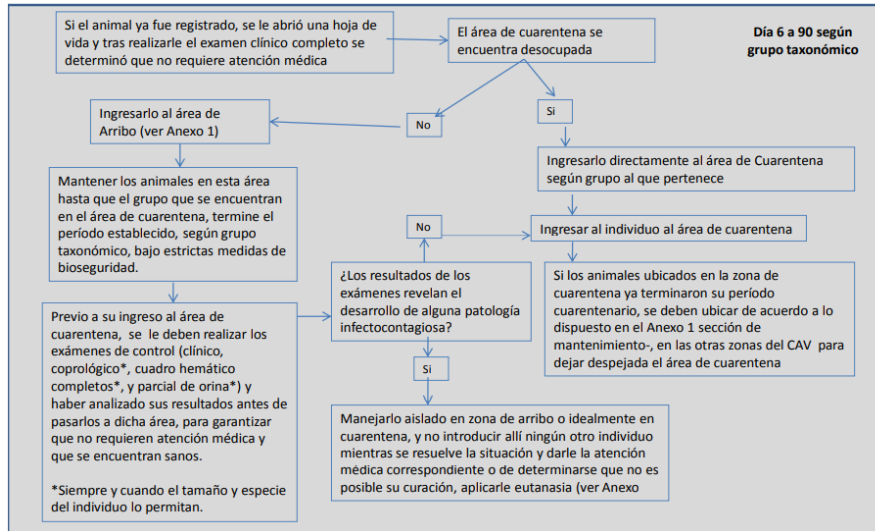 Si el animal ya fue registrado, se le abrió una hoja de
vida y tras realizarle el examen clínico completo se
determinó que no requiere atención médica
El área de cuarentena se
encuentra desocupada
Día 6 a 90 según
grupo taxonómico
Ingresarlo al área de
Arribo (ver Anexo 1)
No
Si
Ingresarlo directamente al área de Cuarentena
según grupo al que pertenece
Mantener los animales en esta área
hasta que el grupo que se encuentran
en el área de cuarentena, termine el
período establecido, según grupo
taxonómico, bajo estrictas medidas de
bioseguridad.
No
Ingresar al individuo al área de cuarentena
¿Los resultados de los
exámenes revelan el
desarrollo de alguna patología
infectocontagiosa?
Si los animales ubicados en la zona de
cuarentena ya terminaron su período
cuarentenario, se deben ubicar de acuerdo a lo
dispuesto en el Anexo 1 sección de
mantenimiento-, en las otras zonas del CAV para
dejar despejada el área de cuarentena
Previo a su ingreso al área de
cuarentena, se le deben realizar los
exámenes de control (clínico,
coprológico*, cuadro hemático
completos*, y parcial de orina*) y
haber analizado sus resultados antes de
pasarlos a dicha área, para garantizar
que no requieren atención médica y
que se encuentran sanos.
*Siempre y cuando el tamaño y especie
del individuo lo permitan.
Si
Manejarlo aislado en zona de arribo o idealmente en
cuarentena, y no introducir allí ningún otro individuo
mientras se resuelve la situación y darle la atención
médica correspondiente o de determinarse que no es
posible su curación, aplicarle eutanasia (ver Anexo